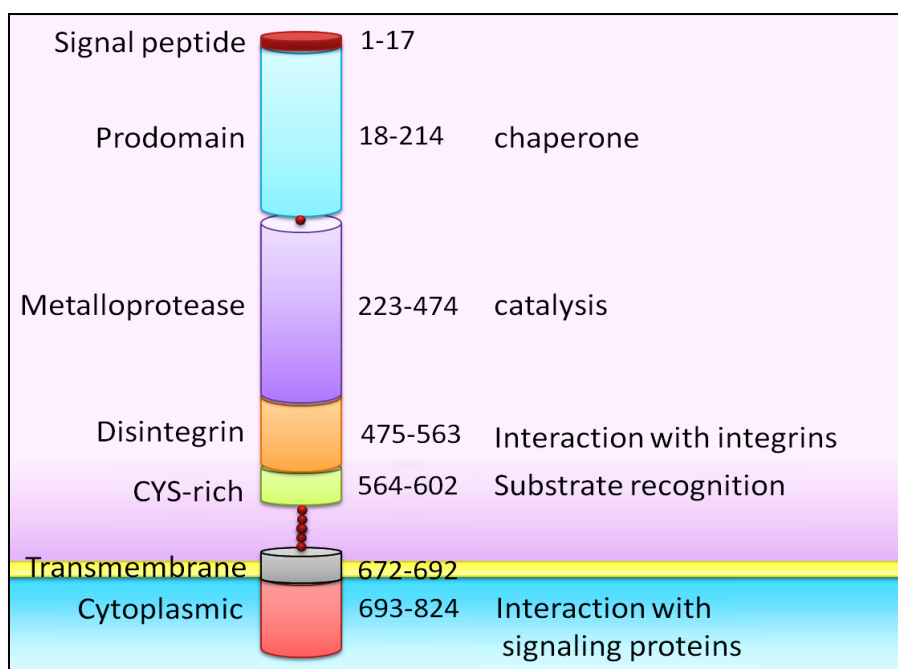 Signal peptide 1-17
Prodomain 18-214 chaperone
Metalloprotease 223-474 catalysis
Disintegrin 475-563 Interaction with integrins
CYS-rich 564-602 Substrate recognition
Transmembrane 672-692
Cytoplasmic 693-824 Interaction with
signaling proteins